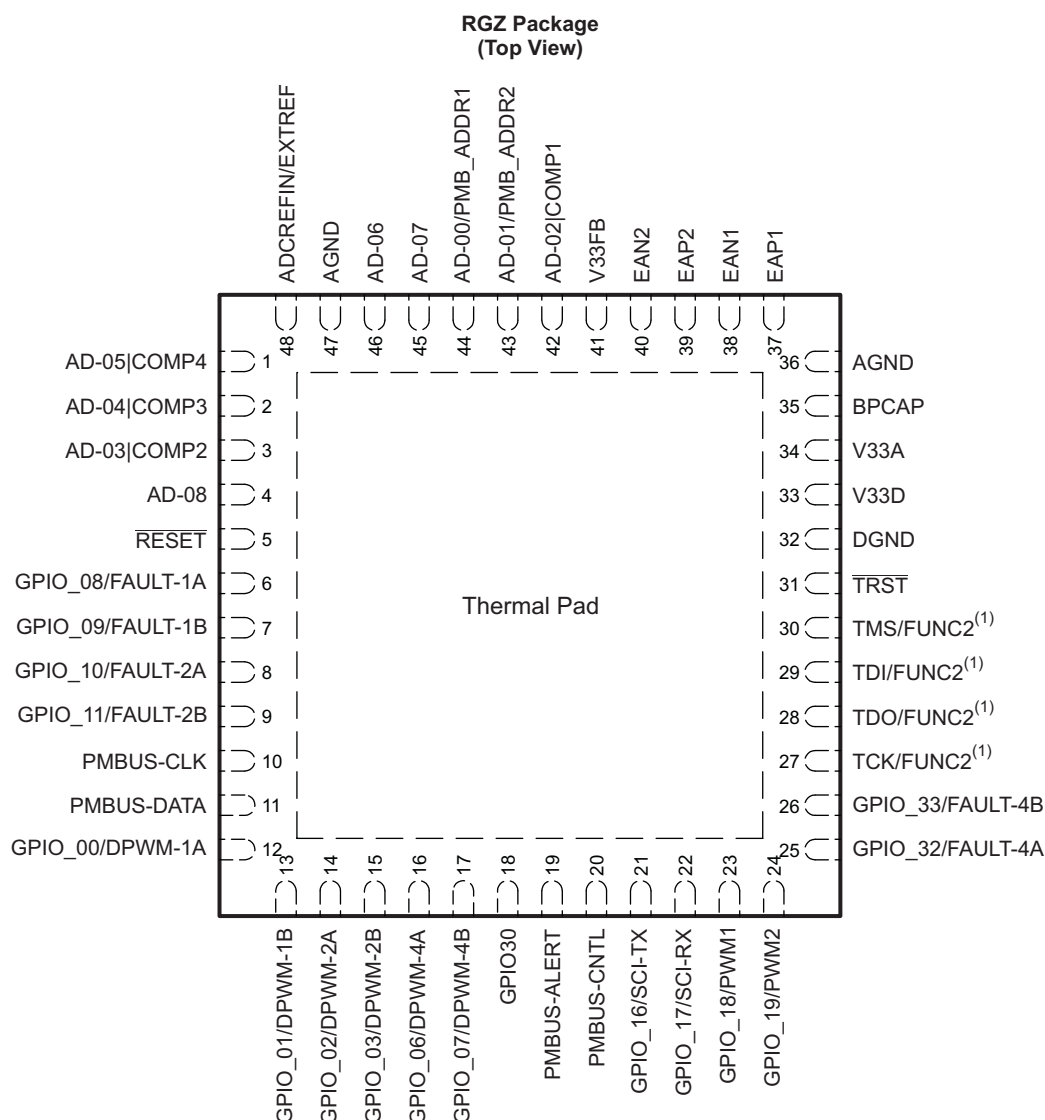 RGZ Package
(Top View)
ADCREFIN/EXTREF
AGND
AD-06
AD-07
AD-00/PMB_ADDR1
AD-01/PMB_ADDR2
AD-02|COMP1
V33FB
EAN2
EAP2
EAN1
EAP1
48
47
46
45
44
43
42
41
40
39
38
37
AD-05|COMP4 1
AD-04|COMP3 2
AD-03|COMP2 3
AD-08 4
RESET 5
GPIO_08/FAULT-1A 6
GPIO_09/FAULT-1B 7
GPIO_10/FAULT-2A 8
GPIO_11/FAULT-2B 9
PMBUS-CLK 10
PMBUS-DATA 11
GPIO_00/DPWM-1A 12
Thermal Pad
36 AGND
35 BPCAP
34 V33A
33 V33D
32 DGND
31 TRST
30 TMS/FUNC2(1)
29 TDI/FUNC2(1)
28 TDO/FUNC2(1)
27 TCK/FUNC2(1)
26 GPIO_33/FAULT-4B
25 GPIO_32/FAULT-4A
13
14
15
16
17
18
19
20
21
22
23
24
GPIO_01/DPWM-1B
GPIO_02/DPWM-2A
GPIO_03/DPWM-2B
GPIO_06/DPWM-4A
GPIO_07/DPWM-4B
GPIO30
PMBUS-ALERT
PMBUS-CNTL
GPIO_16/SCI-TX
GPIO_17/SCI-RX
GPIO_18/PWM1
GPIO_19/PWM2